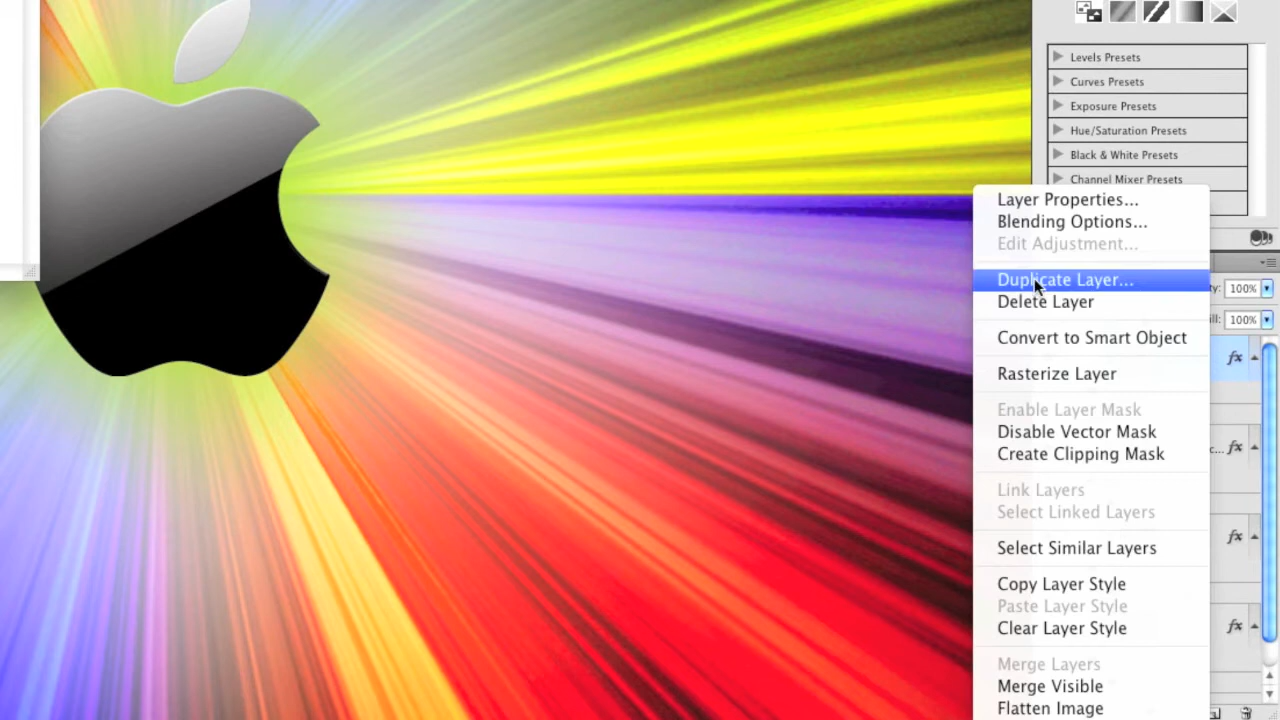 Levels Presets
Curves Presets
Exposure Presets
Hue/Saturation Presets
Black & White Presets
Channel Mixer Presets
Layer Properties...
Blending Options...
Edit Adjustment...
Duplicate Layer...
Delete Layer
Convert to Smart Object
Rasterize Layer
Enable Layer Mask
Disable Vector Mask
Create Clipping Mask
Link Layers
Select Linked Layers
Select Similar Layers
Copy Layer Style
Paste Layer Style
Clear Layer Style
Merge Layers
Merge Visible
Flatten Image
ty: 100%
ill: 100%
fx
c... fx
fx
fx